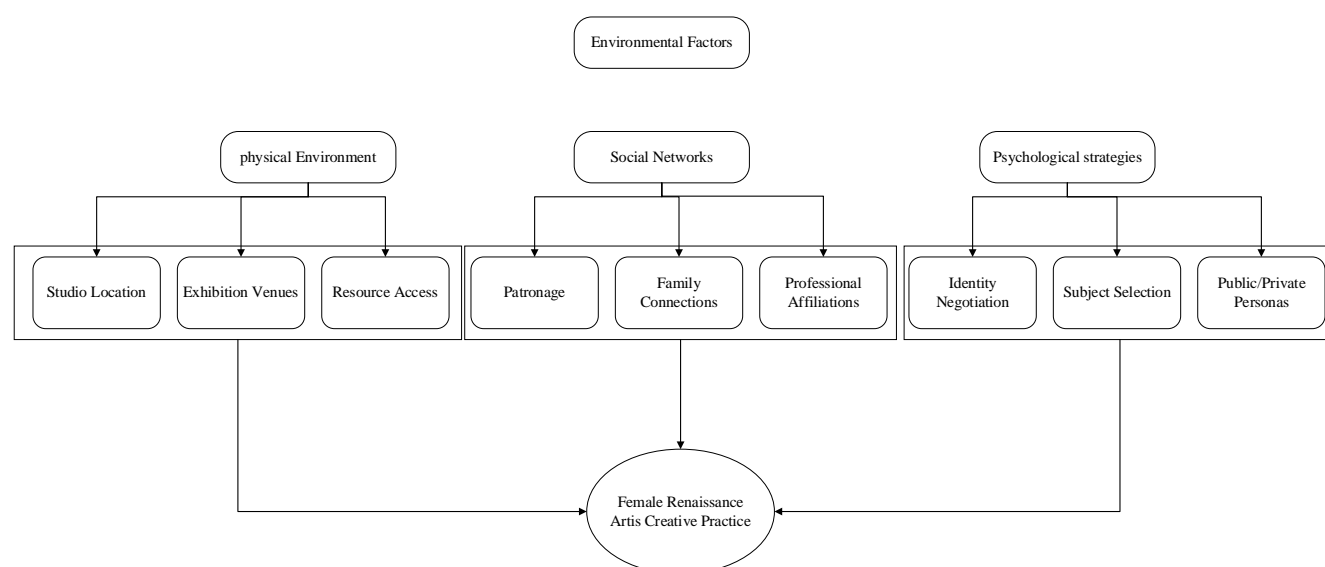 Environmental Factors
physical Environment
Social Networks
Psychological strategies
Studio Location
Exhibition Venues
Resource Access
Patronage
Family
Connections
Professional
Affiliations
Identity
Negotiation
Subject Selection
Public/Private
Personas
Female Renaissance
Artis Creative Practice